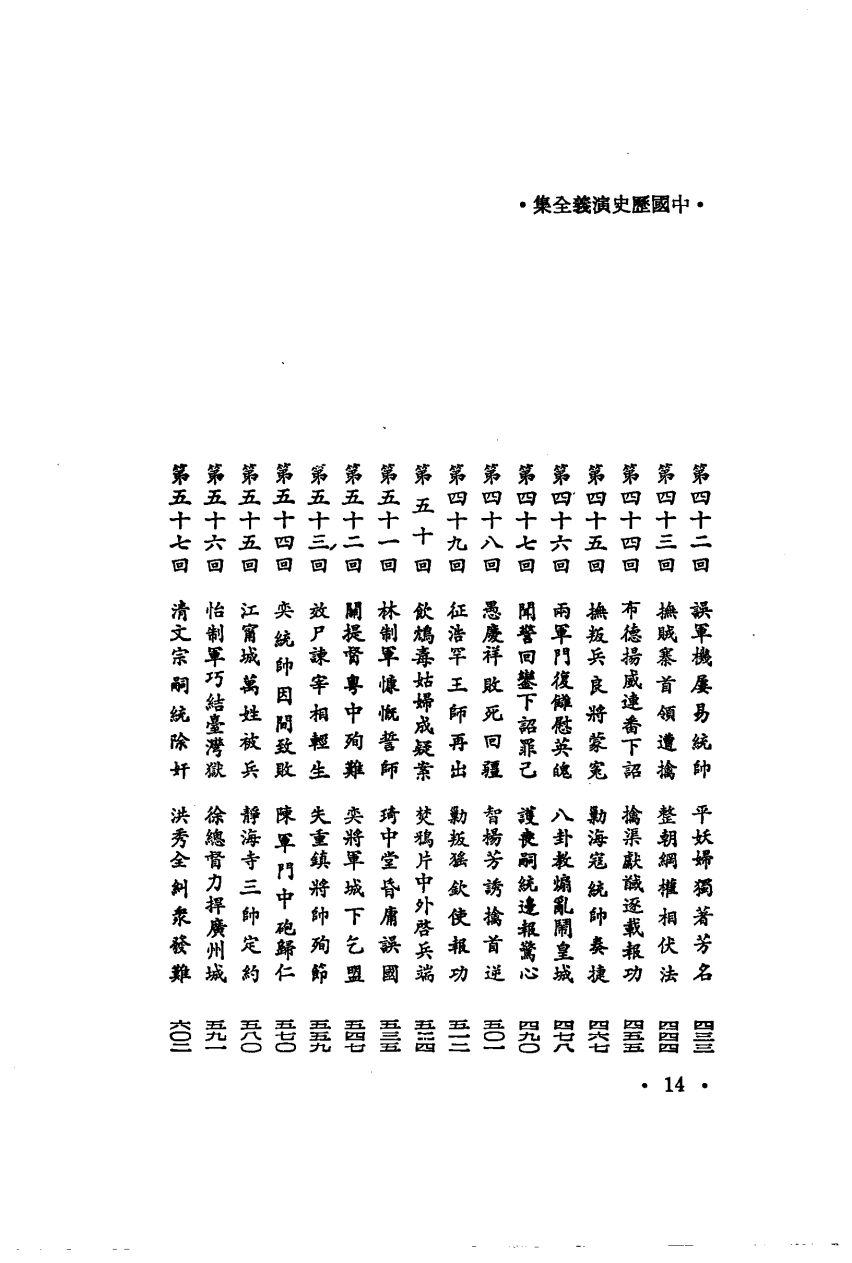 ·中國歷史演義全集·
第四十二回 誤軍機屢易統帥 平妖婦獨著芳名 四三三
第四十三回 撫賊寨首領遭擒 整朝綱權相伏法 四四四
第四十四回 布德揚威連番下詔 擒渠獻馘逐載報功 四五五
第四十五回 撫叛兵良將蒙冤 勦海寇統帥奏捷 四六七
第四十六回 兩軍門復讎慰英魄 八卦教煽亂鬧皇城 四七八
第四十七回 聞警回鑾下詔罪己 護喪嗣統邊報驚心 四九〇
第四十八回 愚慶祥敗死回疆 智楊芳誘擒首逆 五〇一
第四十九回 征浩罕王師再出 勦叛猺欽使報功 五一二
第五十回 飲鴆毒姑婦成疑案 焚鴉片中外啓兵端 五二四
第五十一回 林制軍慷慨誓師 琦中堂昏庸誤國 五三五
第五十二回 關提督粵中殉難 奕將軍城下乞盟 五四七
第五十三回 效尸諫宰相輕生 失重鎮將帥殉節 五五九
第五十四回 奕統帥因間致敗 陳軍門中砲歸仁 五七〇
第五十五回 江甯城萬姓被兵 靜海寺三帥定約 五八〇
第五十六回 怡制軍巧結臺灣獄 徐總督力捍廣州城 五九一
第五十七回 清文宗嗣統除奸 洪秀全糾衆發難 六〇二
·14·